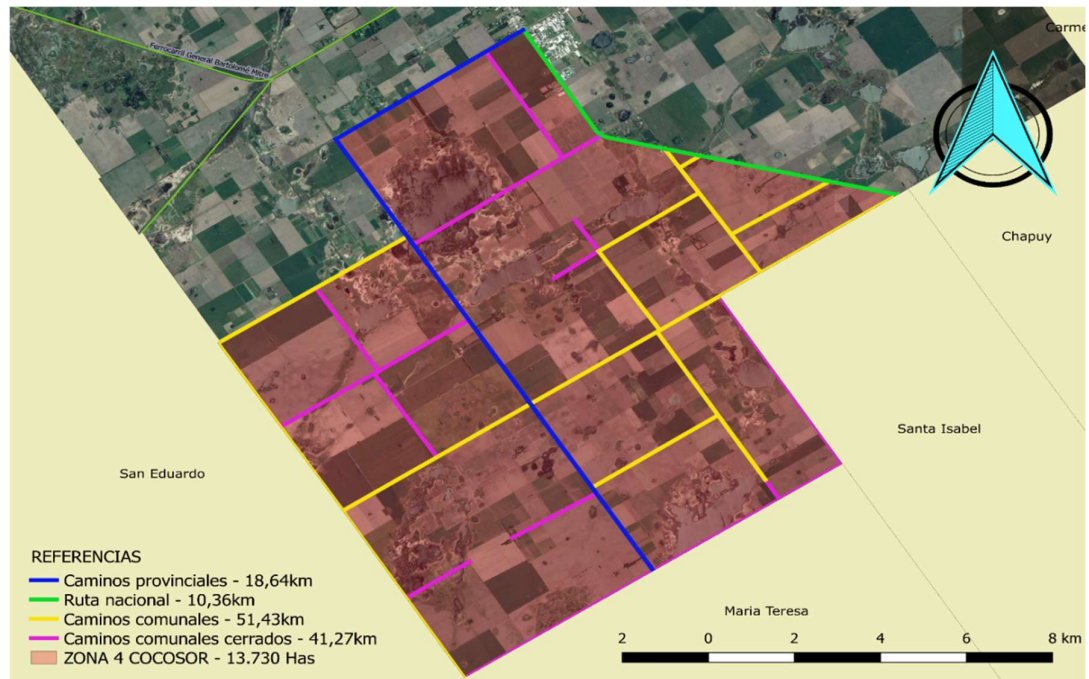 Ferrocarril General Bartolomé Mitre
Carme
Chapuy
Santa Isabel
San Eduardo
Maria Teresa
REFERENCIAS
Caminos provinciales - 18,64km
Ruta nacional - 10,36km
Caminos comunales - 51,43km
Caminos comunales cerrados - 41,27km
ZONA 4 COCOSOR - 13.730 Has
2 0 2 4 6 8 km